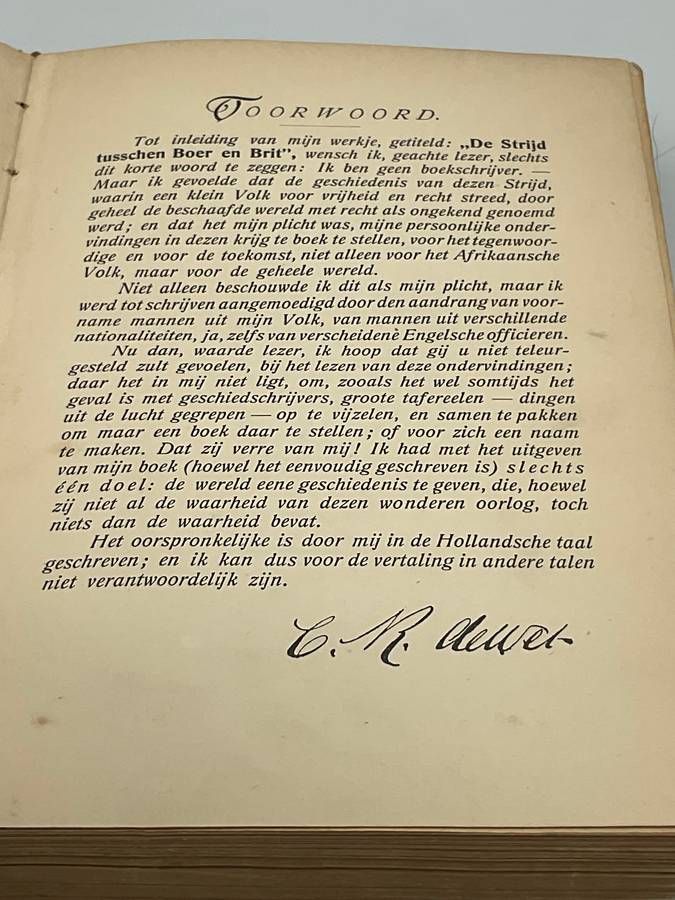 VOORWOORD.
Tot inleiding van mijn werkje, getiteld: „De Strijd
tusschen Boer en Brit”, wensch ik, geachte lezer, slechts
dit korte woord te zeggen: Ik ben geen boekschrijver. —
Maar ik gevoelde dat de geschiedenis van dezen Strijd,
waarin een klein Volk voor vrijheid en recht streed, door
geheel de beschaafde wereld met recht als ongekend genoemd
werd; en dat het mijn plicht was, mijne persoonlijke onder-
vindingen in dezen krijg te boek te stellen, voor het tegenwoor-
dige en voor de toekomst, niet alleen voor het Afrikaansche
Volk, maar voor de geheele wereld.
Niet alleen beschouwde ik dit als mijn plicht, maar ik
werd tot schrijven aangemoedigd door den aandrang van voor-
name mannen uit mijn Volk, van mannen uit verschillende
nationaliteiten, ja, zelfs van verscheidenè Engelsche officieren.
Nu dan, waarde lezer, ik hoop dat gij u niet teleur-
gesteld zult gevoelen, bij het lezen van deze ondervindingen;
daar het in mij niet ligt, om, zooals het wel somtijds het
geval is met geschiedschrijvers, groote tafereelen — dingen
uit de lucht gegrepen — op te vijzelen, en samen te pakken
om maar een boek daar te stellen; of voor zich een naam
te maken. Dat zij verre van mij! Ik had met het uitgeven
van mijn boek (hoewel het eenvoudig geschreven is) slechts
één doel: de wereld eene geschiedenis te geven, die, hoewel
zij niet al de waarheid van dezen wonderen oorlog, toch
niets dan de waarheid bevat.
Het oorspronkelijke is door mij in de Hollandsche taal
geschreven; en ik kan dus voor de vertaling in andere talen
niet verantwoordelijk zijn.
C. R. de Wet